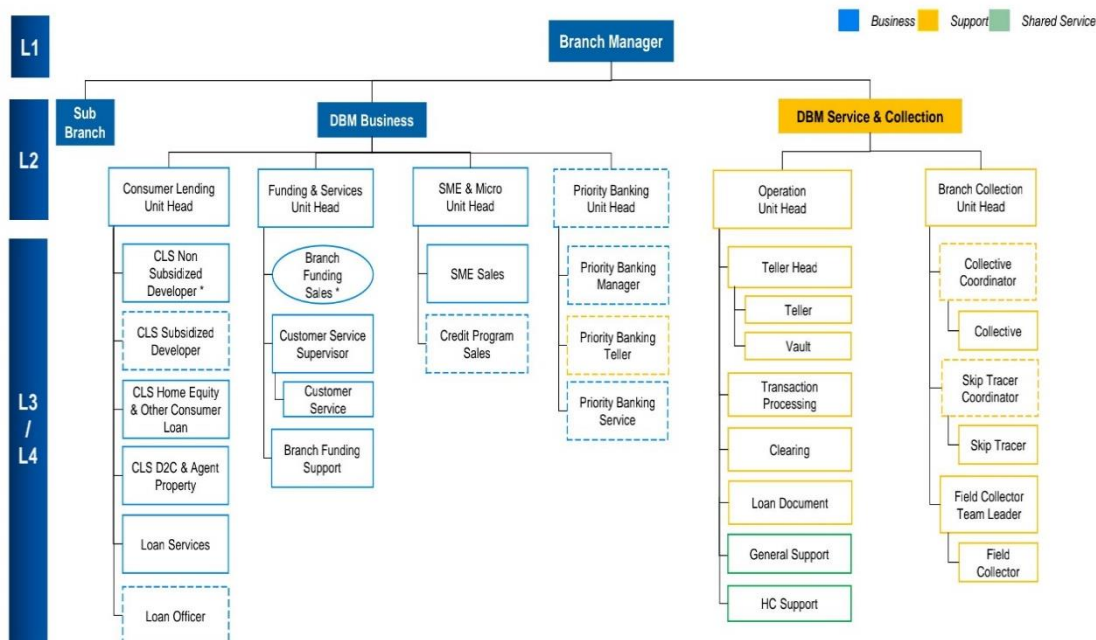 Business
Support
Shared Service
L1
Branch Manager
L2
Sub
Branch
DBM Business
DBM Service & Collection
Consumer Lending
Unit Head
Funding & Services
Unit Head
SME & Micro
Unit Head
Priority Banking
Unit Head
Operation
Unit Head
Branch Collection
Unit Head
L3
/
L4
CLS Non
Subsidized
Developer *
CLS Subsidized
Developer
CLS Home Equity
& Other Consumer
Loan
CLS D2C & Agent
Property
Loan Services
Loan Officer
Branch
Funding
Sales *
Customer Service
Supervisor
Customer
Service
Branch Funding
Support
SME Sales
Credit Program
Sales
Priority Banking
Manager
Priority Banking
Teller
Priority Banking
Service
Teller Head
Teller
Vault
Transaction
Processing
Clearing
Loan Document
General Support
HC Support
Collective
Coordinator
Collective
Skip Tracer
Coordinator
Skip Tracer
Field Collector
Team Leader
Field
Collector